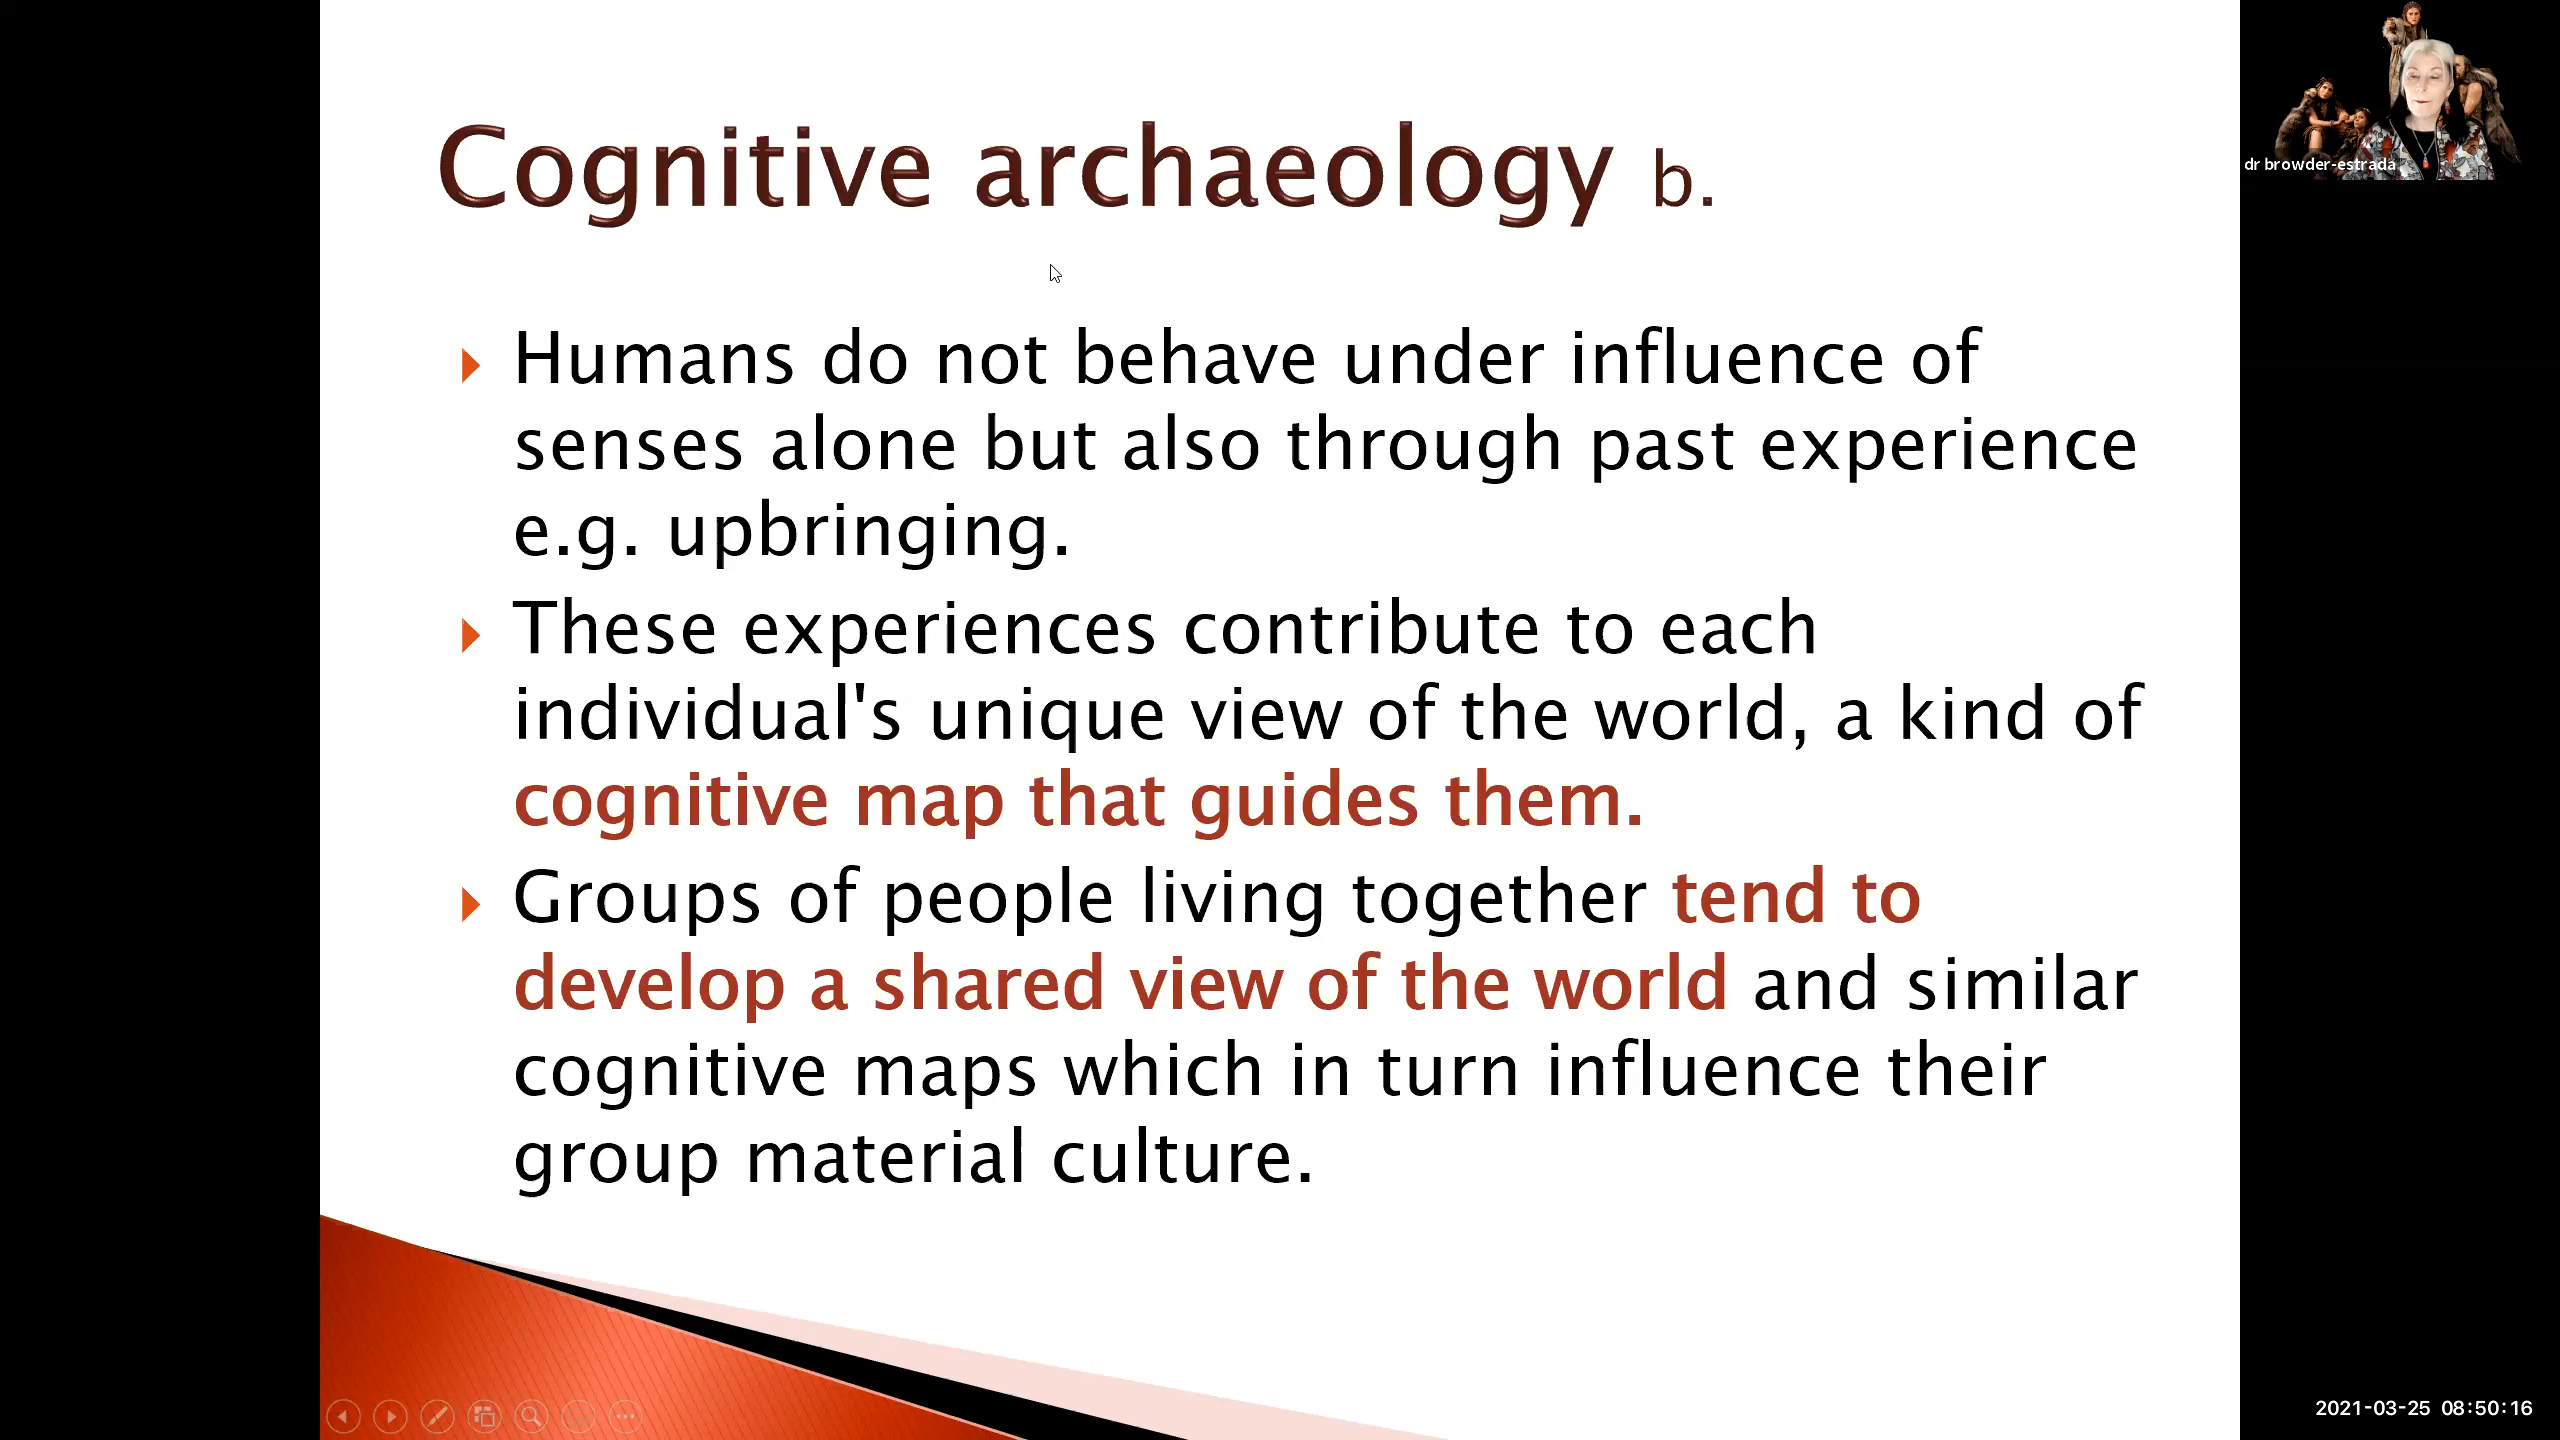 Cognitive archaeology b.
dr browder-estrada
Humans do not behave under influence of
senses alone but also through past experience
e.g. upbringing.
These experiences contribute to each
individual's unique view of the world, a kind of
cognitive map that guides them.
Groups of people living together tend to
develop a shared view of the world and similar
cognitive maps which in turn influence their
group material culture.
2021-03-25 08:50:16